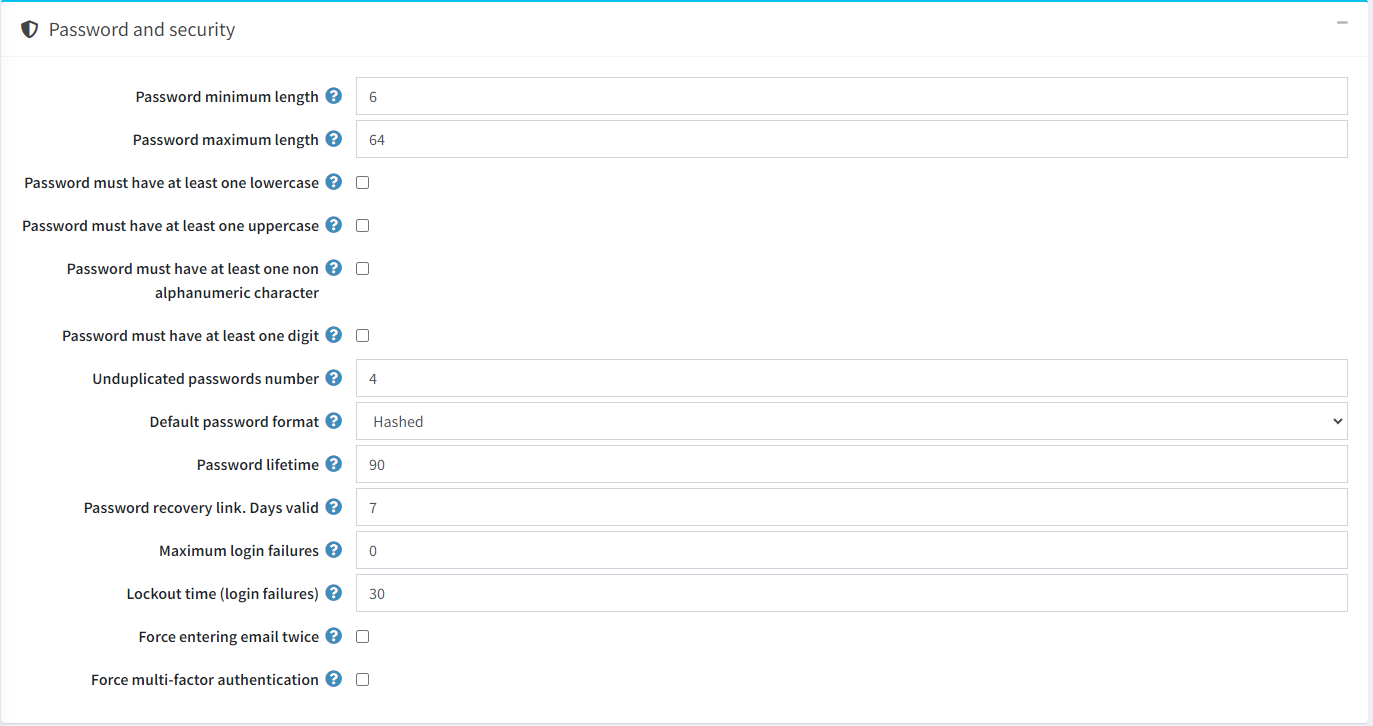 Password and security
Password minimum length 6
Password maximum length 64
Password must have at least one lowercase
Password must have at least one uppercase
Password must have at least one non
alphanumeric character
Password must have at least one digit
Unduplicated passwords number 4
Default password format Hashed
Password lifetime 90
Password recovery link. Days valid 7
Maximum login failures 0
Lockout time (login failures) 30
Force entering email twice
Force multi-factor authentication